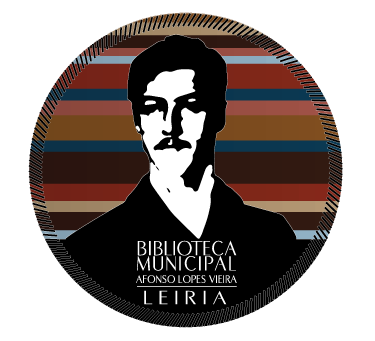 BIBLIOTECA
MUNICIPAL
AFONSO LOPES VIEIRA
LEIRIA